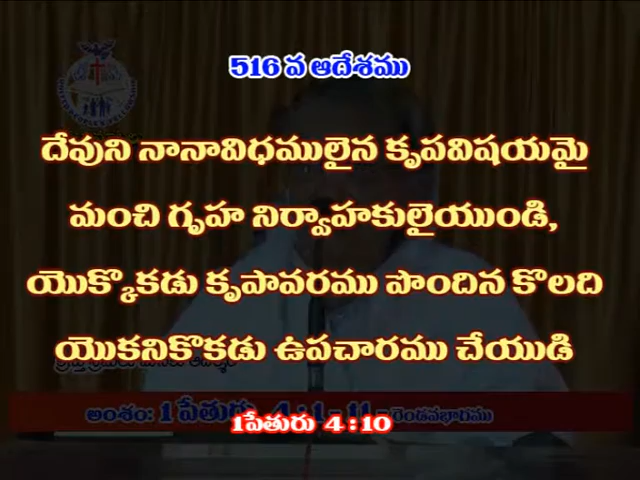 516 వ ఆదేశము
దేవుని నానావిధములైన కృపవిషయమై
మంచి గృహ నిర్వాహకులైయుండి,
యొక్కొకడు కృపావరము పొందిన కొలది
యొకనికొకడు ఉపచారము చేయుడి
అంశం: 1 పేతురు 4 : 1 - 11 - రెండవభారము
1పేతురు 4 : 10